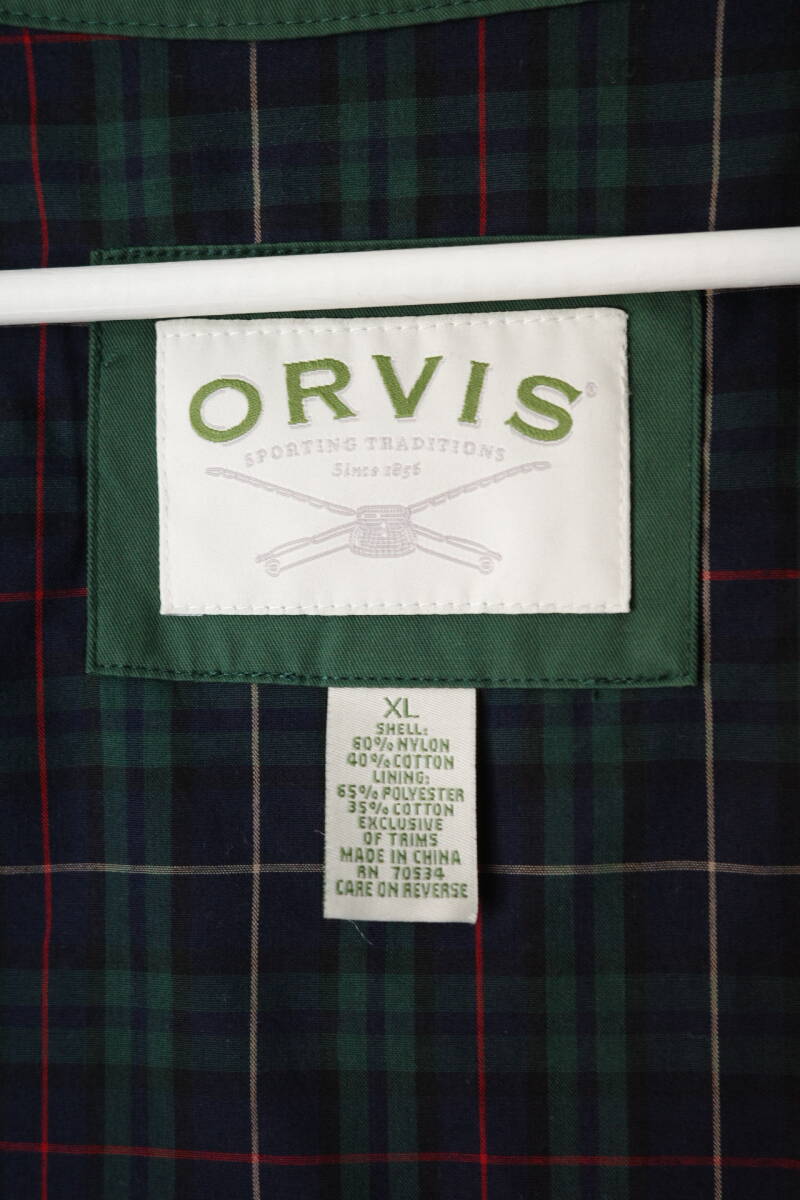 ORVIS®
SPORTING TRADITIONS
Since 1856
XL
SHELL:
60% NYLON
40% COTTON
LINING:
65% POLYESTER
35% COTTON
EXCLUSIVE
OF TRIMS
MADE IN CHINA
RN 70534
CARE ON REVERSE